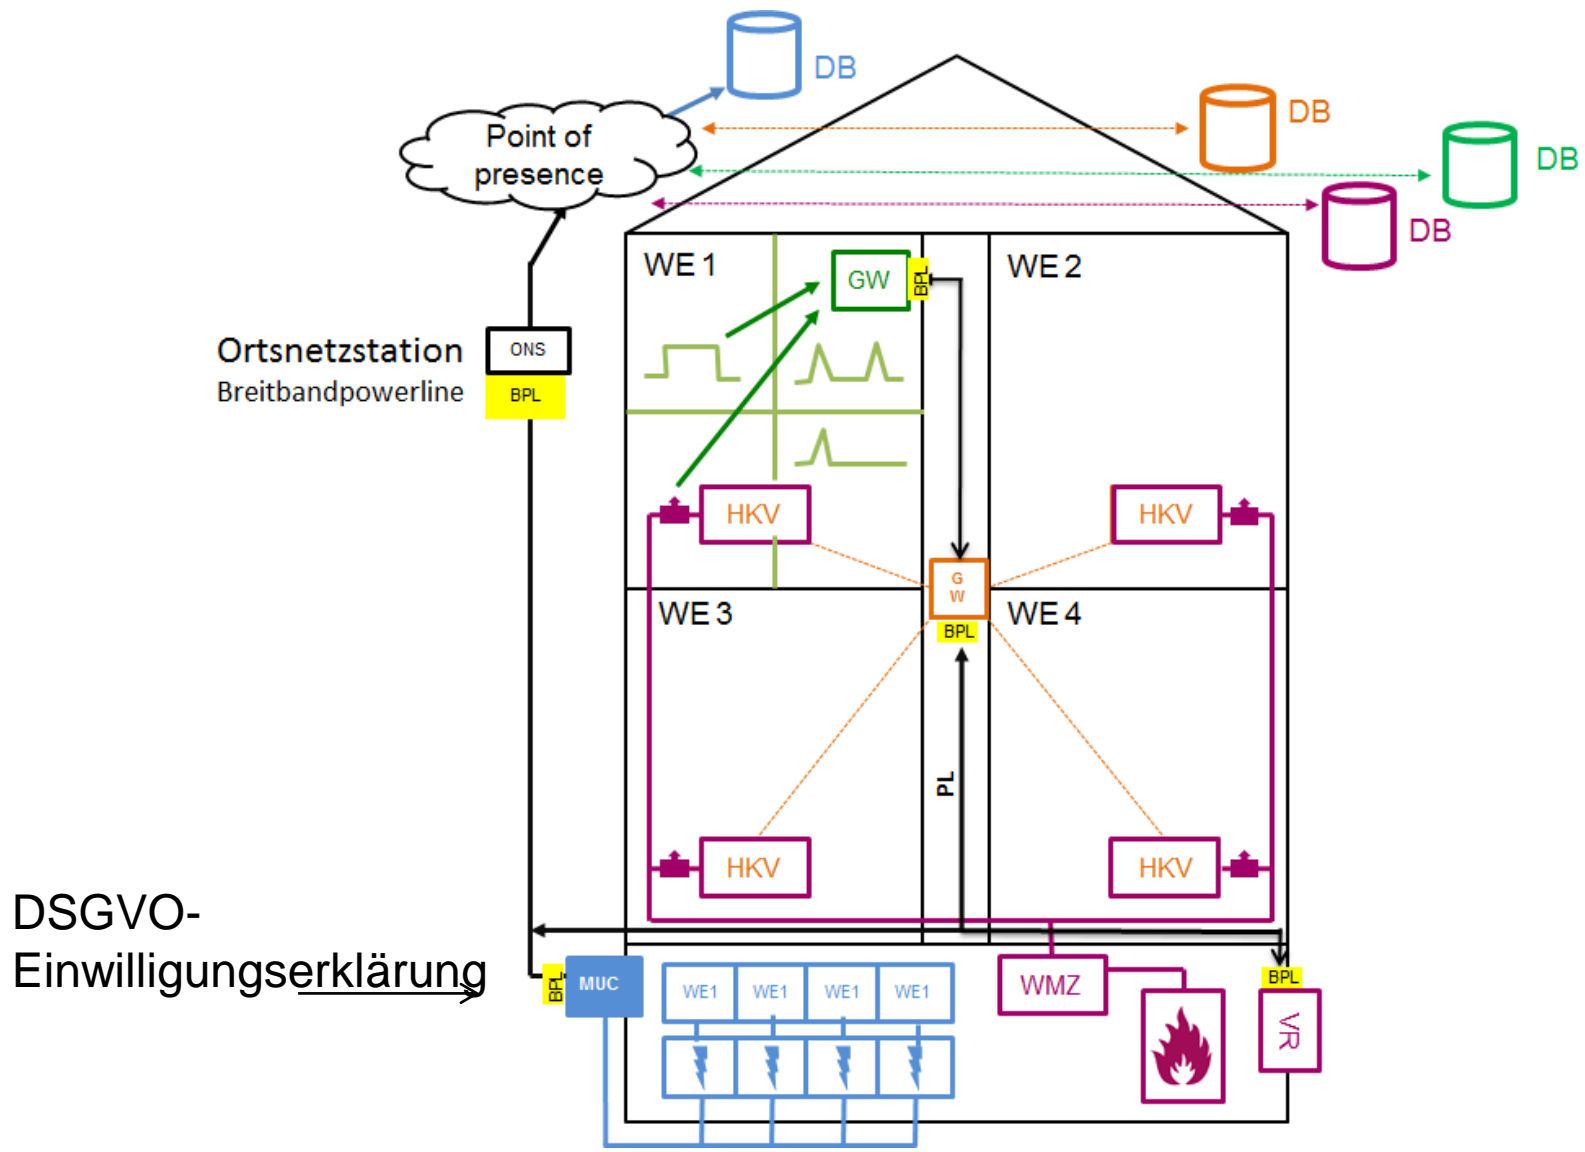 DB
DB
DB
DB
Point of
presence
WE 1
GW
BPL
WE 2
Ortsnetzstation
Breitbandpowerline
ONS
BPL
HKV
HKV
G
W
BPL
WE 3
WE 4
PL
HKV
HKV
DSGVO-
Einwilligungserklärung
BPL
MUC
WE1
WE1
WE1
WE1
WMZ
BPL
VR